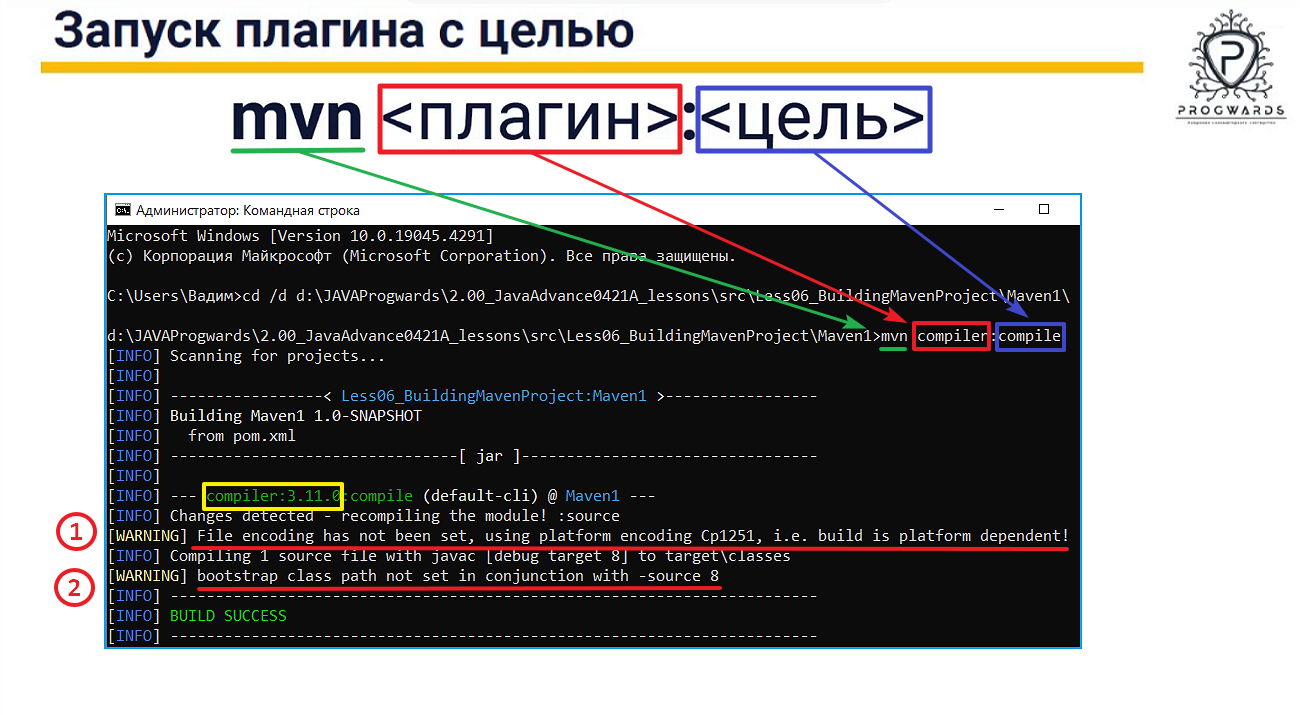 Запуск плагина с целью
PROGWARDS
mvn <плагин>:<цель>
Администратор: Командная строка
Microsoft Windows [Version 10.0.19045.4291]
(c) Корпорация Майкрософт (Microsoft Corporation). Все права защищены.
C:\Users\Вадим>cd /d d:\JAVAProgwards\2.00_JavaAdvance0421A_lessons\src\Less06_BuildingMavenProject\Maven1\
d:\JAVAProgwards\2.00_JavaAdvance0421A_lessons\src\Less06_BuildingMavenProject\Maven1>mvn compiler:compile
[INFO] Scanning for projects...
[INFO]
[INFO] -----------------< Less06_BuildingMavenProject:Maven1 >-----------------
[INFO] Building Maven1 1.0-SNAPSHOT
[INFO]   from pom.xml
[INFO] --------------------------------[ jar ]---------------------------------
[INFO]
[INFO] --- compiler:3.11.0:compile (default-cli) @ Maven1 ---
[INFO] Changes detected - recompiling the module! :source
1
[WARNING] File encoding has not been set, using platform encoding Cp1251, i.e. build is platform dependent!
[INFO] Compiling 1 source file with javac [debug target 8] to target\classes
2
[WARNING] bootstrap class path not set in conjunction with -source 8
[INFO] ------------------------------------------------------------------------
[INFO] BUILD SUCCESS
[INFO] ------------------------------------------------------------------------